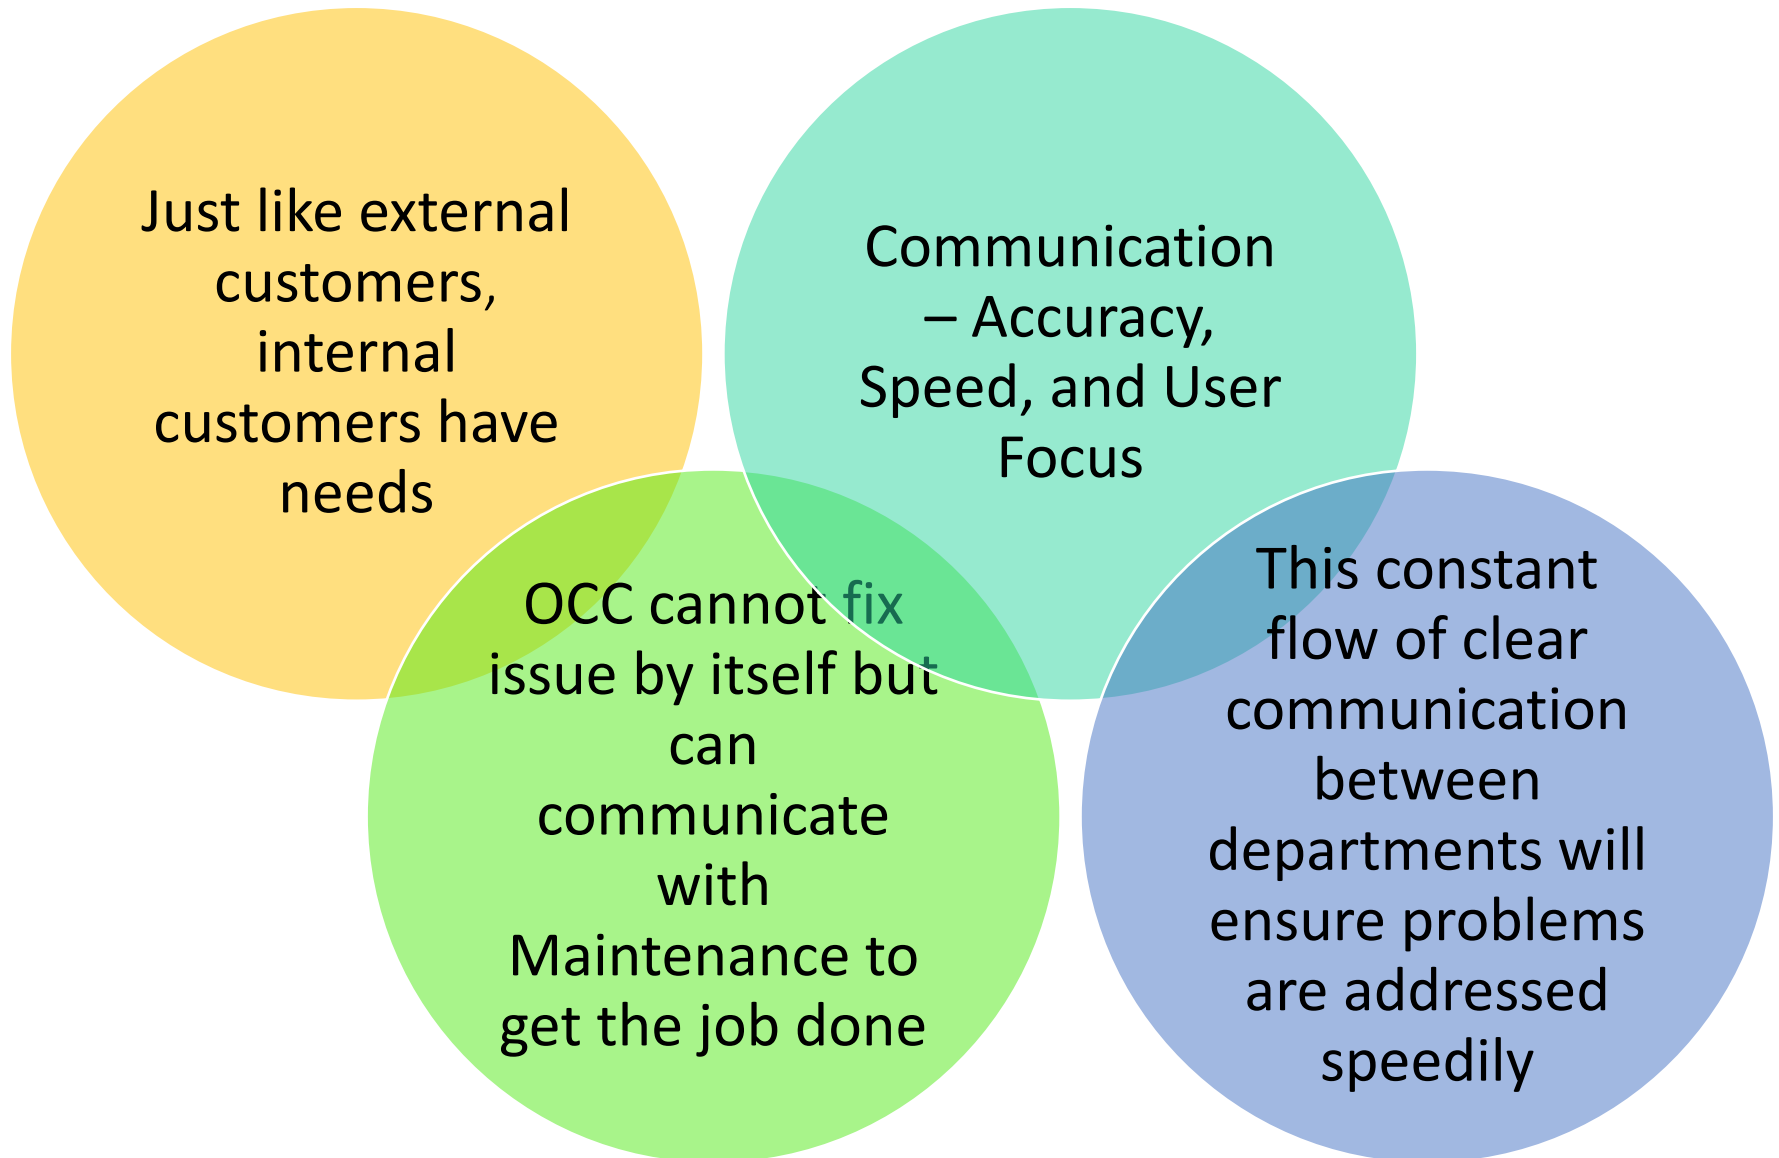 Just like external
customers,
internal
customers have
needs
OCC cannot fix
issue by itself but
can
communicate
with
Maintenance to
get the job done
Communication
– Accuracy,
Speed, and User
Focus
This constant
flow of clear
communication
between
departments will
ensure problems
are addressed
speedily